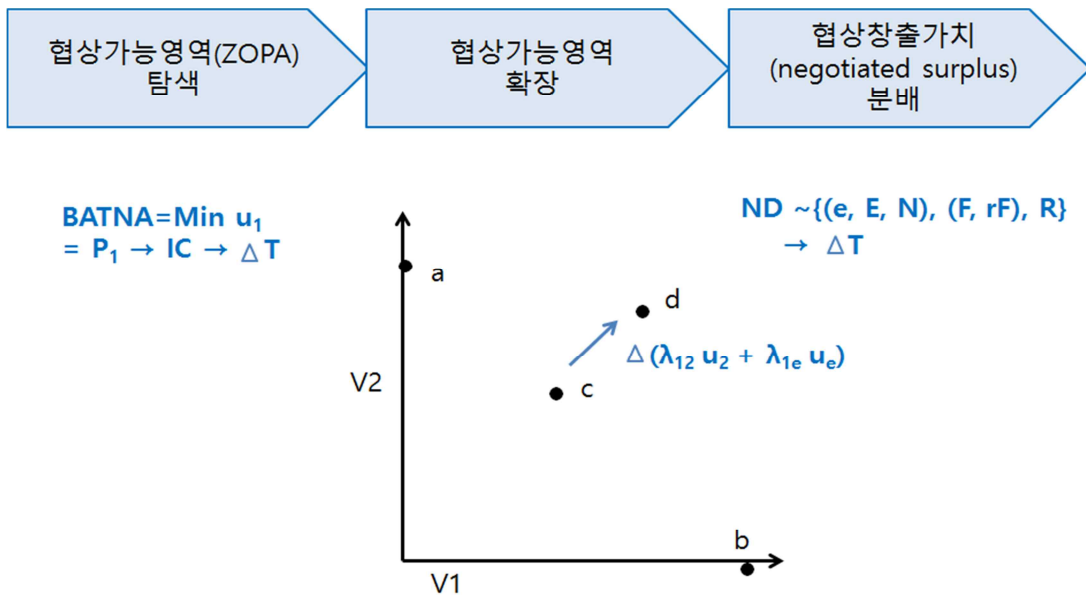 협상가능영역(ZOPA)
탐색
협상가능영역
확장
협상창출가치
(negotiated surplus)
분배
BATNA=Min u₁
= P₁ → IC → △T
ND ~{(e, E, N), (F, rF), R}
→ △T
a
d
△(λ₁₂ u₂ + λ₁ₑ uₑ)
c
V2
b
V1